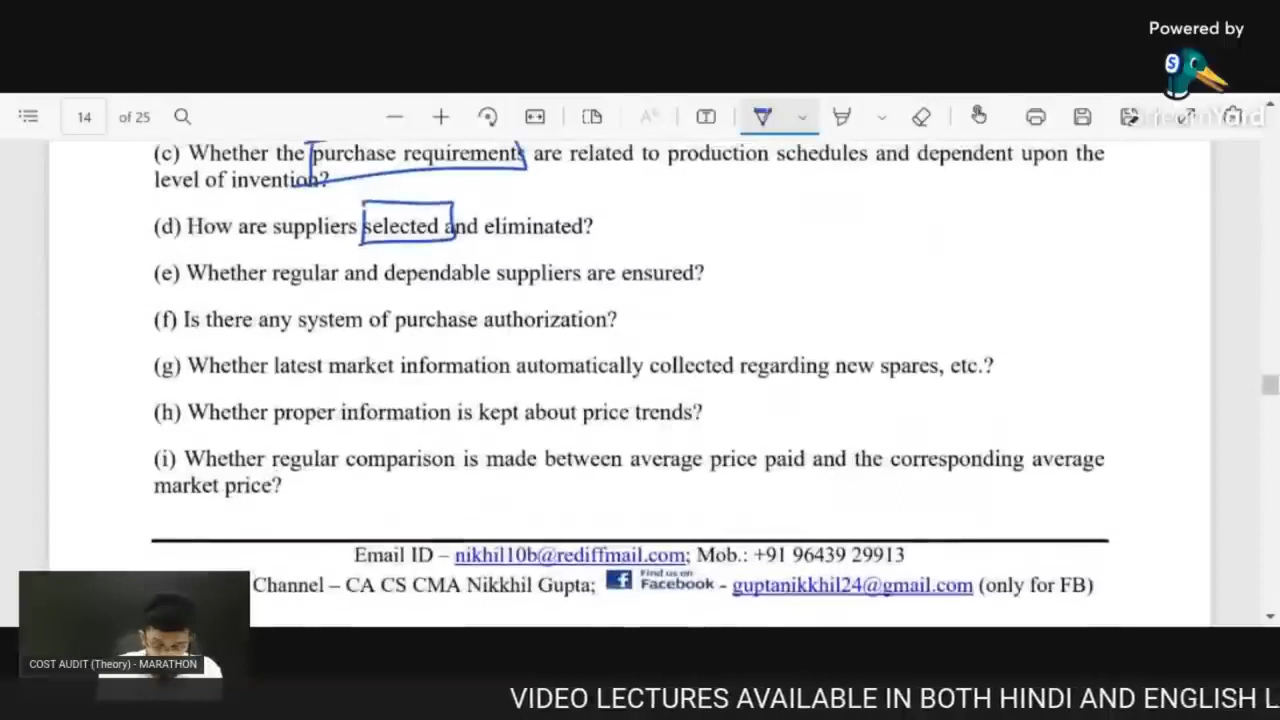 Powered by
14 of 25
(c) Whether the purchase requirements are related to production schedules and dependent upon the
level of invention?
(d) How are suppliers selected and eliminated?
(e) Whether regular and dependable suppliers are ensured?
(f) Is there any system of purchase authorization?
(g) Whether latest market information automatically collected regarding new spares, etc.?
(h) Whether proper information is kept about price trends?
(i) Whether regular comparison is made between average price paid and the corresponding average
market price?
Email ID – nikhil10b@rediffmail.com; Mob.: +91 96439 29913
Channel – CA CS CMA Nikkhil Gupta; Find us on Facebook - guptanikkhil24@gmail.com (only for FB)
COST AUDIT (Theory) - MARATHON
VIDEO LECTURES AVAILABLE IN BOTH HINDI AND ENGLISH L